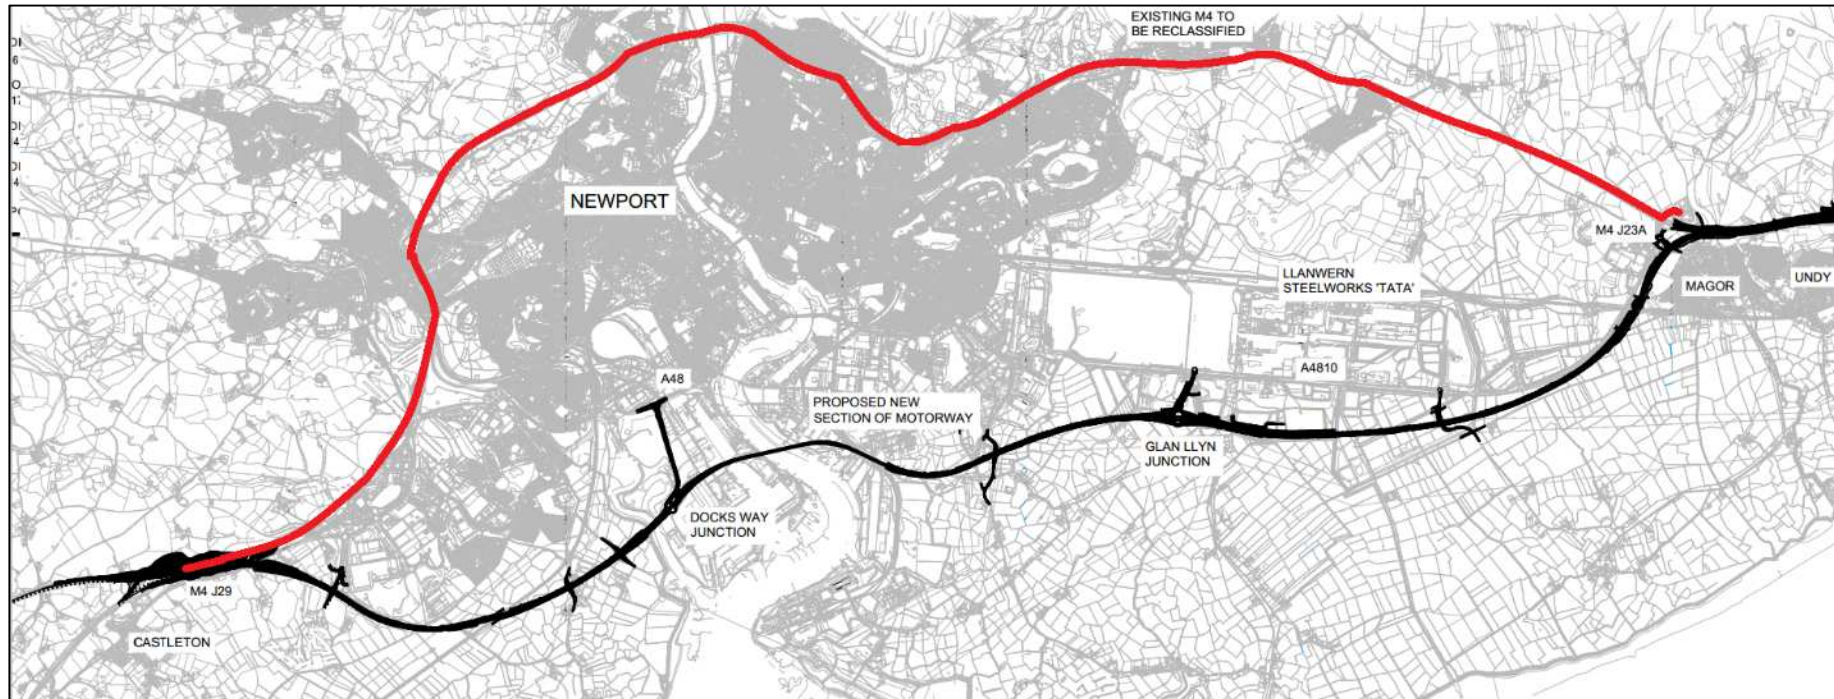 EXISTING M4 TO
BE RECLASSIFIED
NEWPORT
M4 J23A
LLANWERN
STEELWORKS 'TATA'
UNDY
MAGOR
A4810
A48
PROPOSED NEW
SECTION OF MOTORWAY
GLAN LLYN
JUNCTION
DOCKS WAY
JUNCTION
M4 J29
CASTLETON